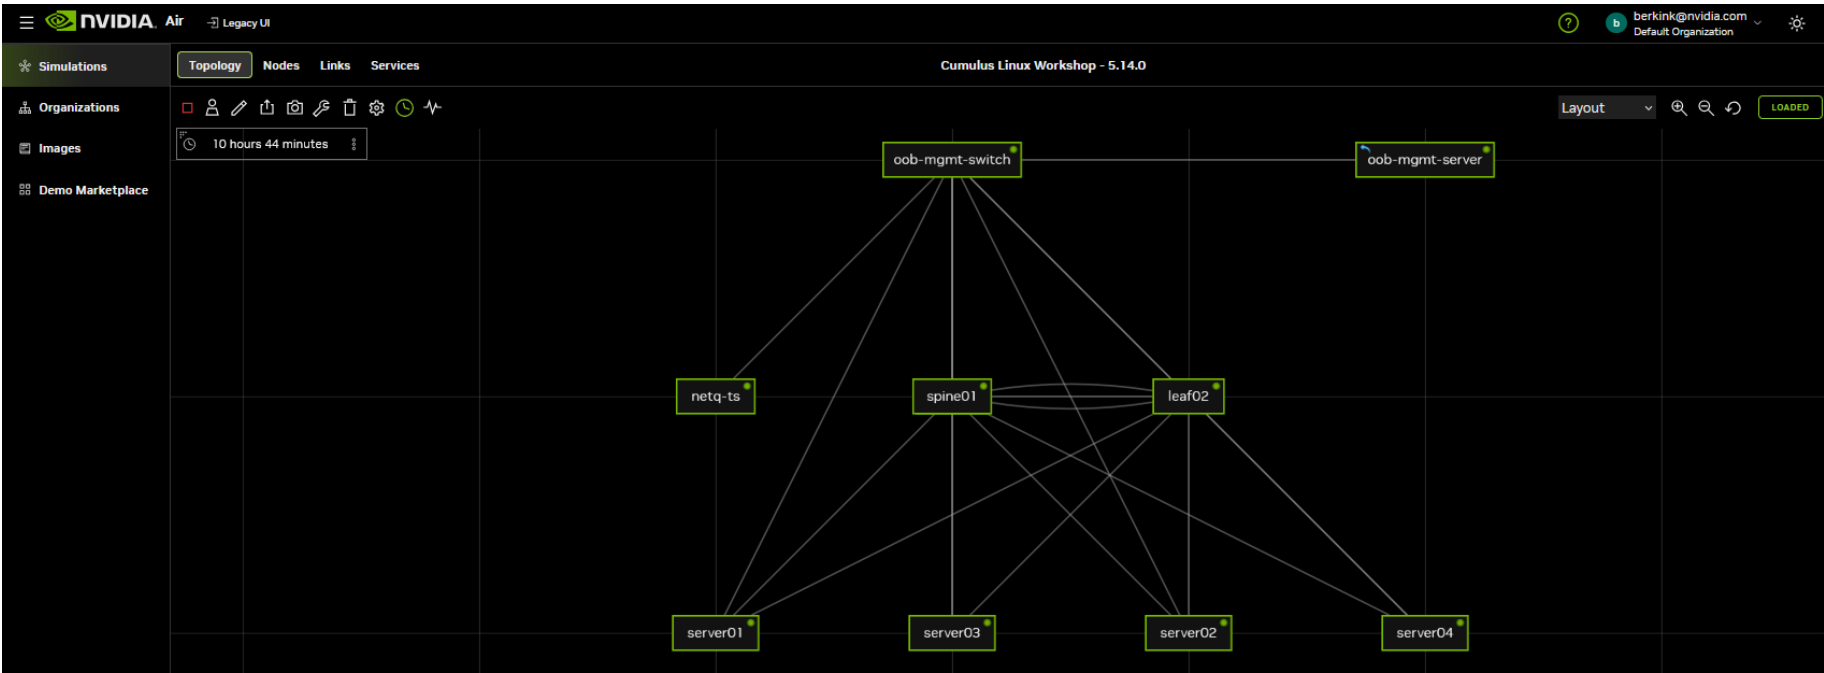 NVIDIA. Air Legacy UI
? b berkink@nvidia.com
Default Organization
Simulations
Organizations
Images
Demo Marketplace
Topology Nodes Links Services
Cumulus Linux Workshop - 5.14.0
Layout
LOADED
10 hours 44 minutes
oob-mgmt-switch
oob-mgmt-server
netq-ts
spine01
leaf02
server01
server03
server02
server04